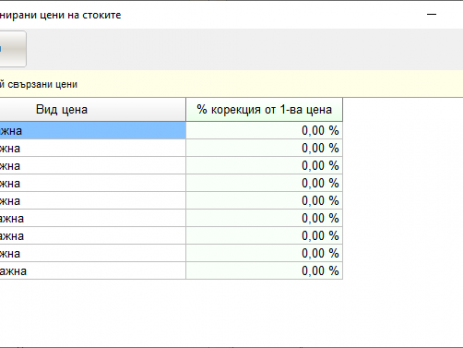 нирани цени на стоките
й свързани цени
Вид цена % корекция от 1-ва цена
ажна 0,00 %
жна 0,00 %
жна 0,00 %
жна 0,00 %
жна 0,00 %
ажна 0,00 %
ажна 0,00 %
жна 0,00 %
ажна 0,00 %